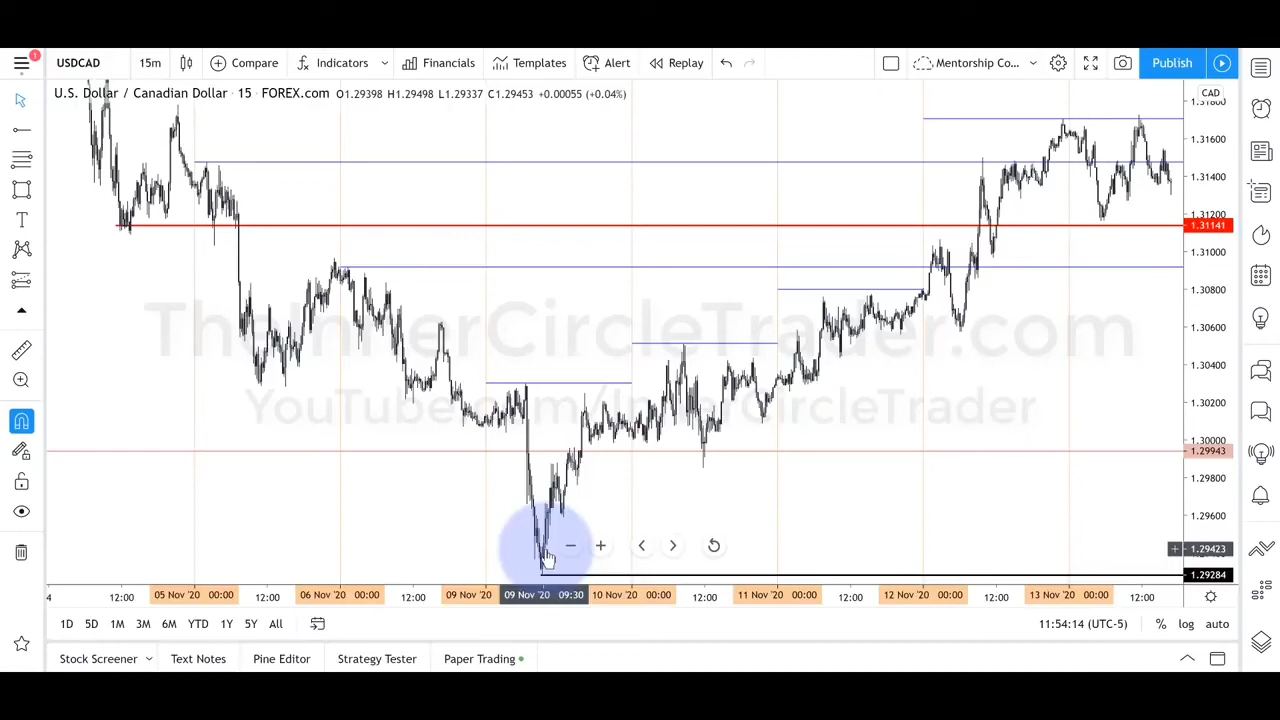 1
USDCAD 15m Compare Indicators Financials Templates Alert Replay Mentorship Co... Publish
U.S. Dollar / Canadian Dollar · 15 · FOREX.com O1.29398 H1.29498 L1.29337 C1.29453 +0.00055 (+0.04%)
CAD
1.31800
1.31600
1.31400
1.31200
1.31141
1.31000
1.30800
1.30600
1.30400
1.30200
1.30000
1.29943
1.29800
1.29600
1.29423
1.29284
TheInnerCircleTrader.com
YouTube.com/InnerCircleTrader
4 12:00 05 Nov '20 00:00 12:00 06 Nov '20 00:00 12:00 09 Nov '20 09 Nov '20 09:30 10 Nov '20 00:00 12:00 11 Nov '20 00:00 12:00 12 Nov '20 00:00 12:00 13 Nov '20 00:00 12:00
1D 5D 1M 3M 6M YTD 1Y 5Y All 11:54:14 (UTC-5) % log auto
Stock Screener Text Notes Pine Editor Strategy Tester Paper Trading